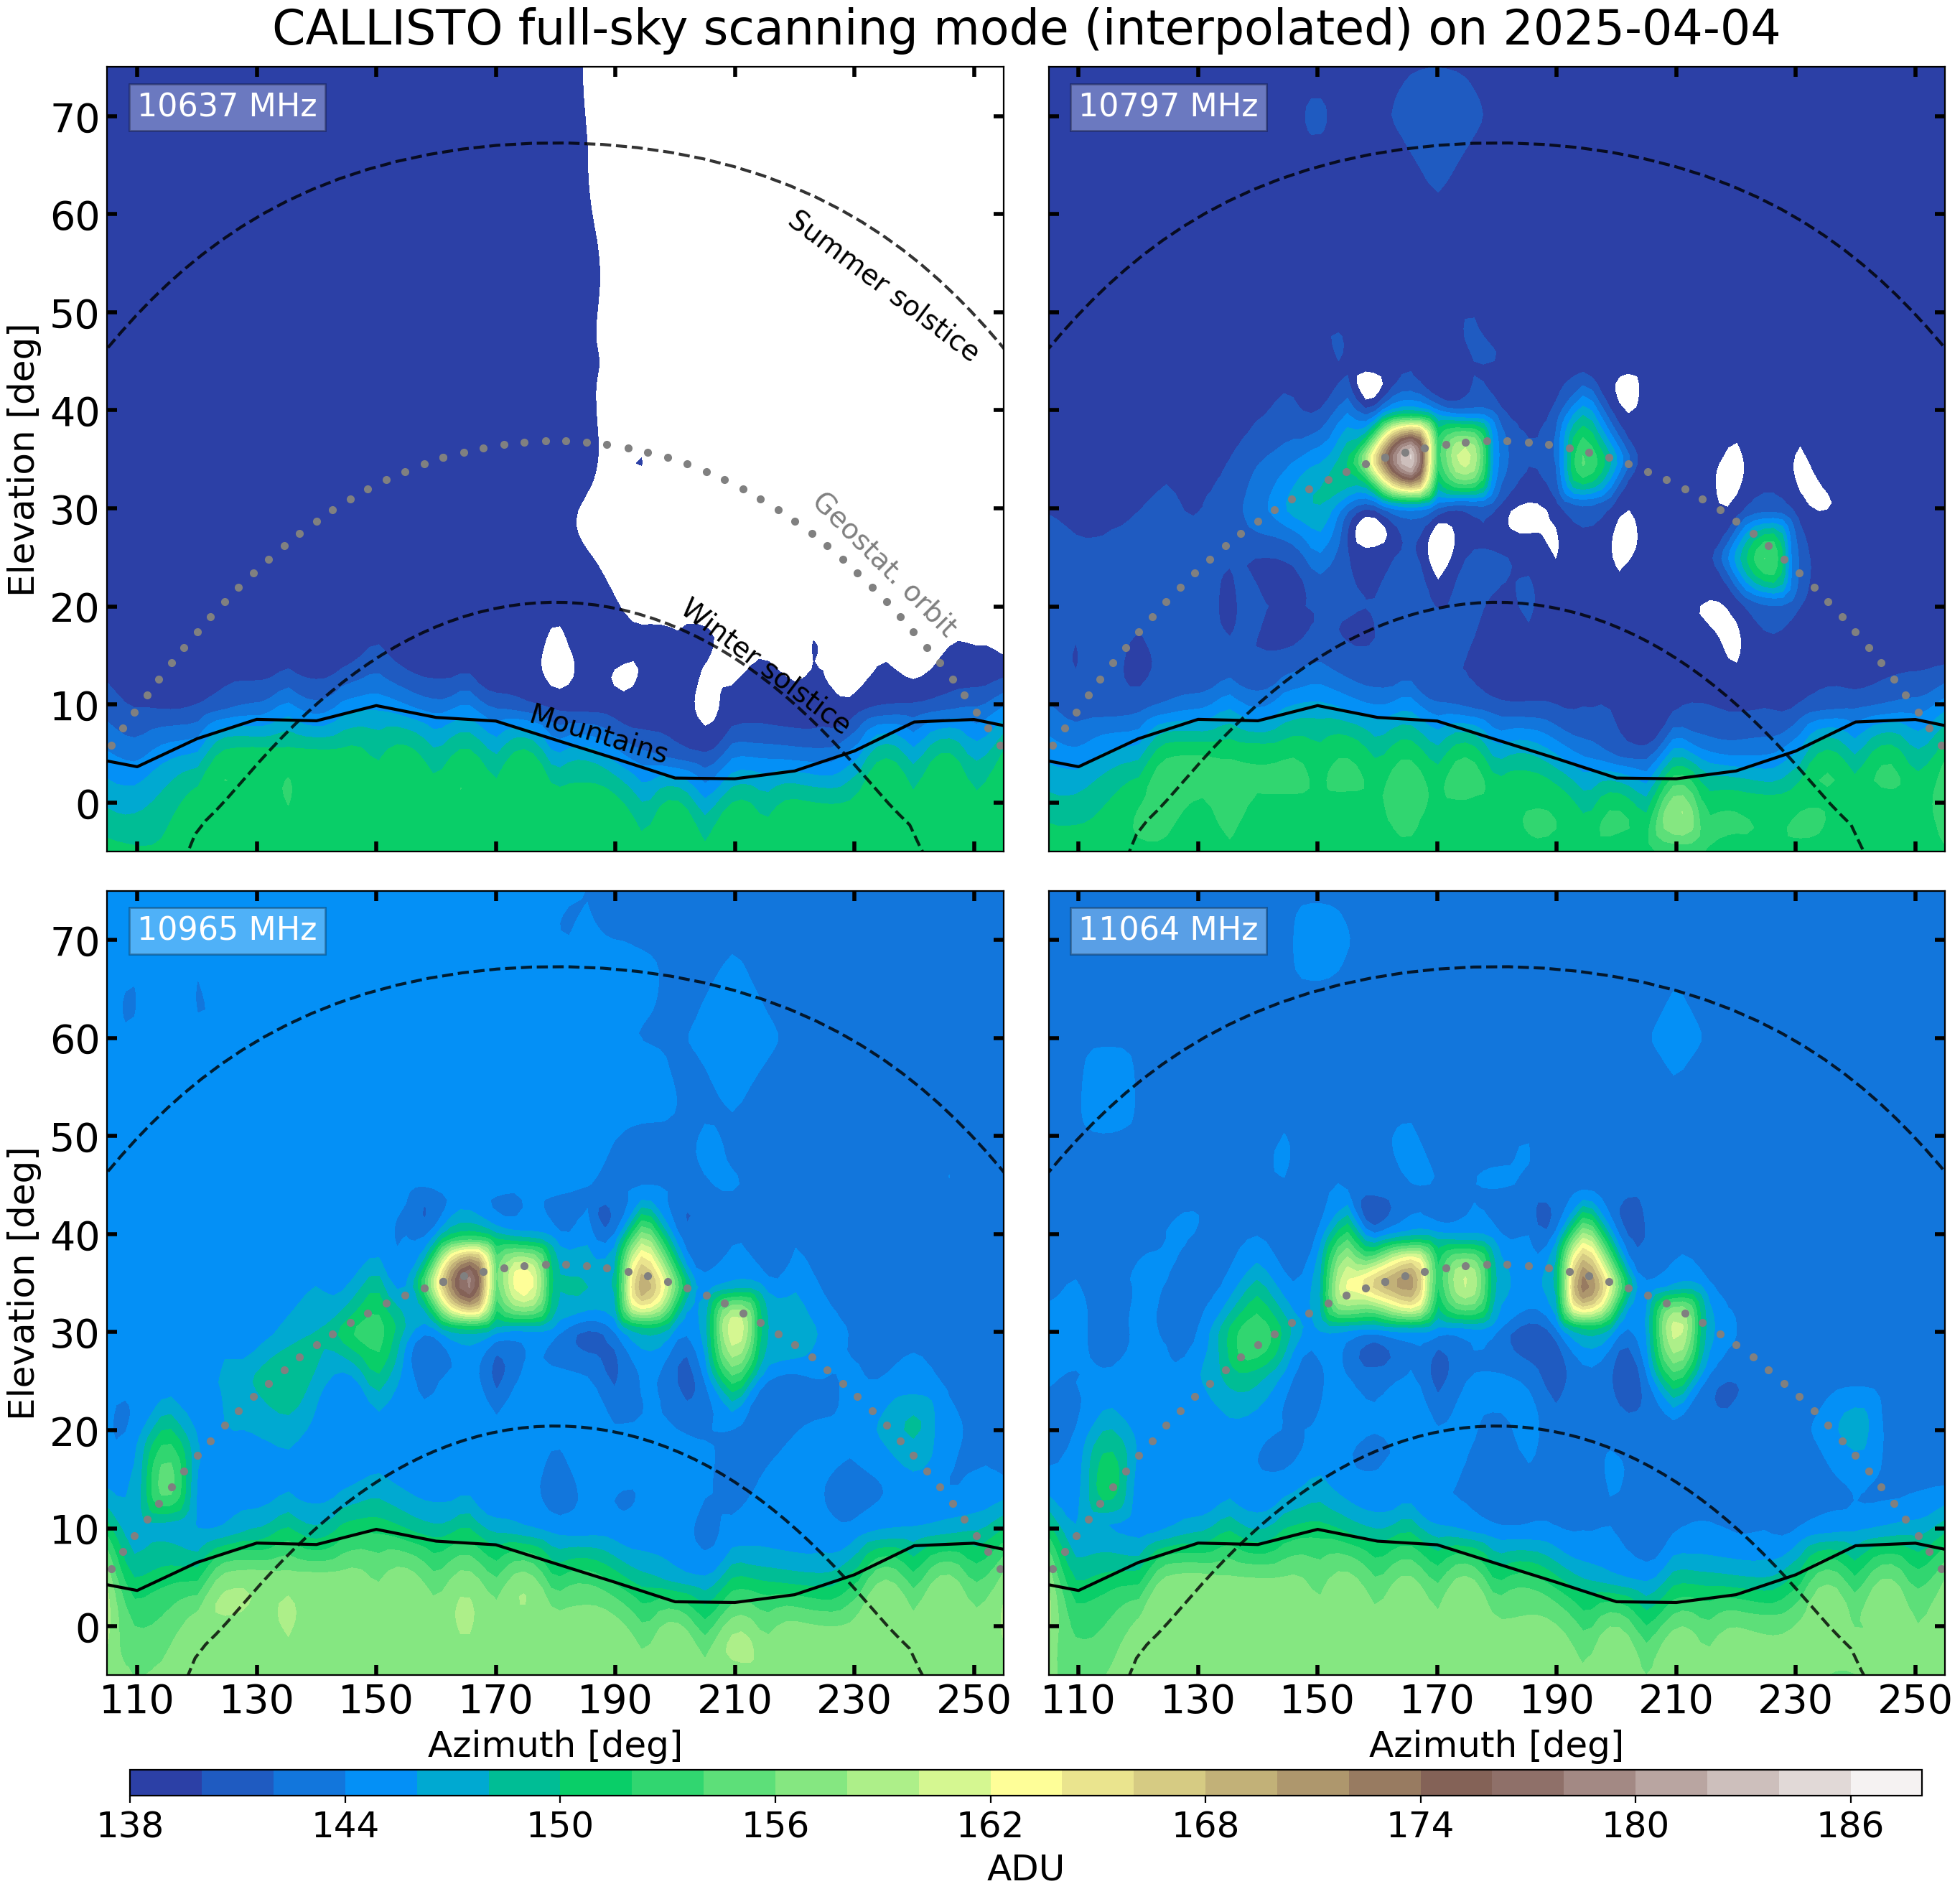 CALLISTO full-sky scanning mode (interpolated) on 2025-04-04
10637 MHz
10797 MHz
70
60
50
40
30
20
10
0
Elevation [deg]
Summer solstice
Geostat. orbit
Winter solstice
Mountains
10965 MHz
11064 MHz
70
60
50
40
30
20
10
0
Elevation [deg]
110 130 150 170 190 210 230 250
110 130 150 170 190 210 230 250
Azimuth [deg]
Azimuth [deg]
138 144 150 156 162 168 174 180 186
ADU